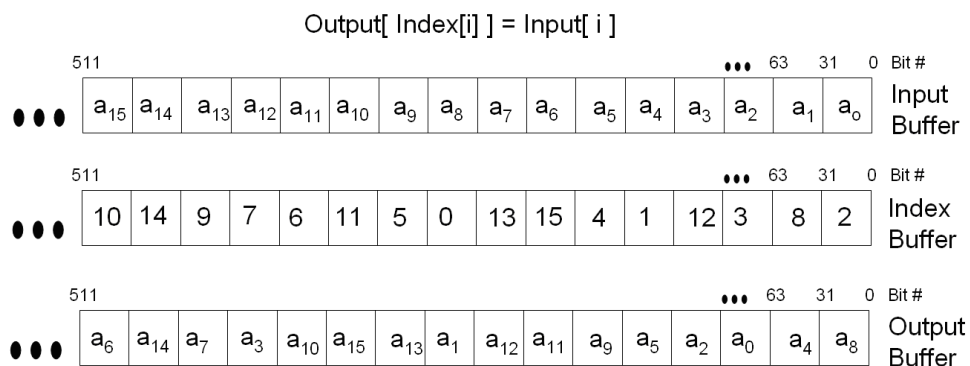 Output[ Index[i] ] = Input[ i ]
511 ••• 63 31 0 Bit #
••• a15 a14 a13 a12 a11 a10 a9 a8 a7 a6 a5 a4 a3 a2 a1 ao Input
Buffer
511 ••• 63 31 0 Bit #
••• 10 14 9 7 6 11 5 0 13 15 4 1 12 3 8 2 Index
Buffer
511 ••• 63 31 0 Bit #
••• a6 a14 a7 a3 a10 a15 a13 a1 a12 a11 a9 a5 a2 a0 a4 a8 Output
Buffer